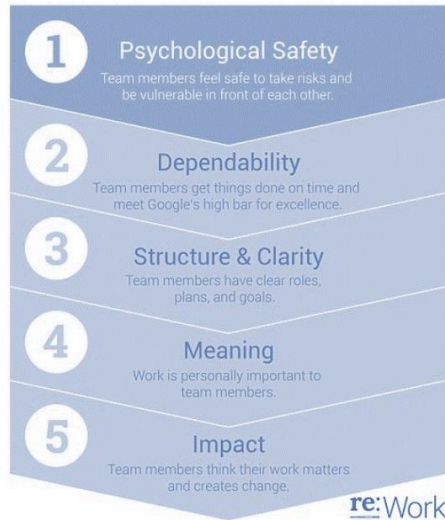 1
Psychological Safety
Team members feel safe to take risks and
be vulnerable in front of each other.
2
Dependability
Team members get things done on time and
meet Google's high bar for excellence.
3
Structure & Clarity
Team members have clear roles,
plans, and goals.
4
Meaning
Work is personally important to
team members.
5
Impact
Team members think their work matters
and creates change.
re:Work